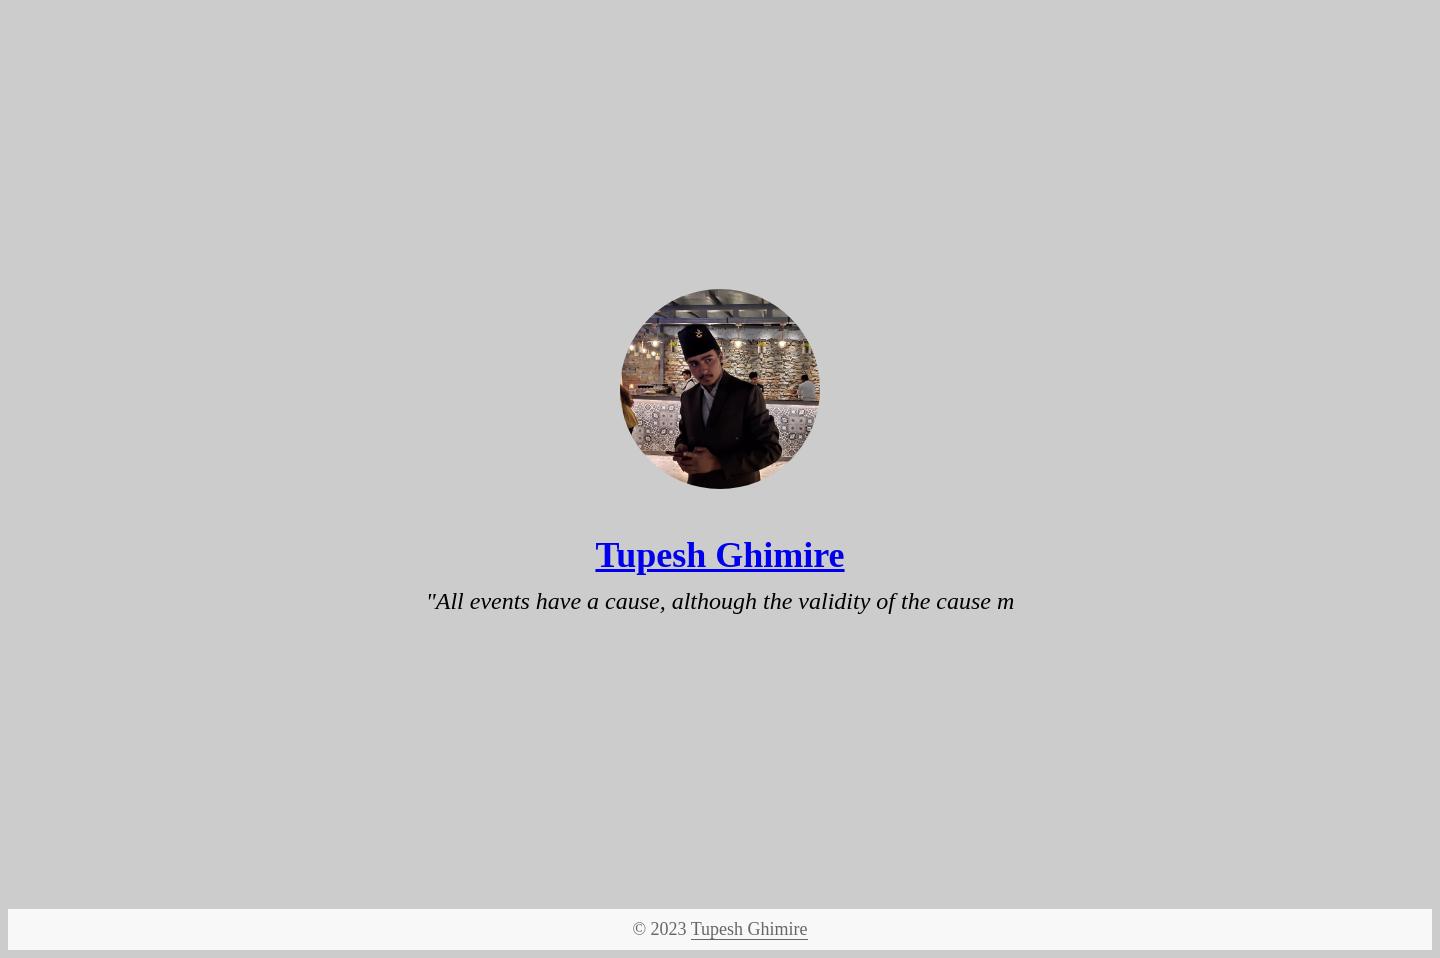 Tupesh Ghimire
"All events have a cause, although the validity of the cause m
© 2023 Tupesh Ghimire